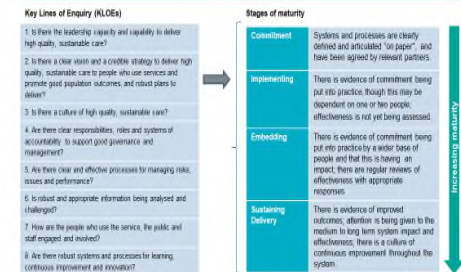 Key Lines of Enquiry (KLOEs)
1. Is there the leadership capacity and capability to deliver
high quality, sustainable care?
2. Is there a clear vision and a credible strategy to deliver high
quality, sustainable care to people who use services and
promote good population outcomes, and robust plans to
deliver?
3. Is there a culture of high quality, sustainable care?
4. Are there clear responsibilities, roles and systems of
accountability to support good governance and
management?
5. Are there clear and effective processes for managing risks,
issues and performance?
6. Is robust and appropriate information being analysed and
challenged?
7. How are the people who use the service, the public and
staff engaged and involved?
8. Are there robust systems and processes for learning,
continuous improvement and innovation?
Stages of maturity
Commitment
Systems and processes are clearly
defined and articulated "on paper", and
have been agreed by relevant partners.
Implementing
There is evidence of commitment being
put into practice, though this may be
dependent on one or two people;
effectiveness is not yet being assessed.
Embedding
There is evidence of commitment being
put into practice by a wider base of
people and that this is having an
impact; there are regular reviews of
effectiveness with appropriate
responses
Sustaining
Delivery
There is evidence of improved
outcomes; attention is being given to the
medium to long term system impact and
effectiveness; there is a culture of
continuous improvement throughout the
system
Increasing maturity